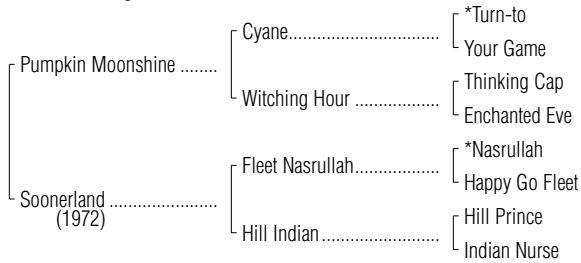 *Turn-to
Cyane
Your Game
Pumpkin Moonshine
Thinking Cap
Witching Hour
Enchanted Eve
*Nasrullah
Fleet Nasrullah
Happy Go Fleet
Soonerland
(1972)
Hill Prince
Hill Indian
Indian Nurse